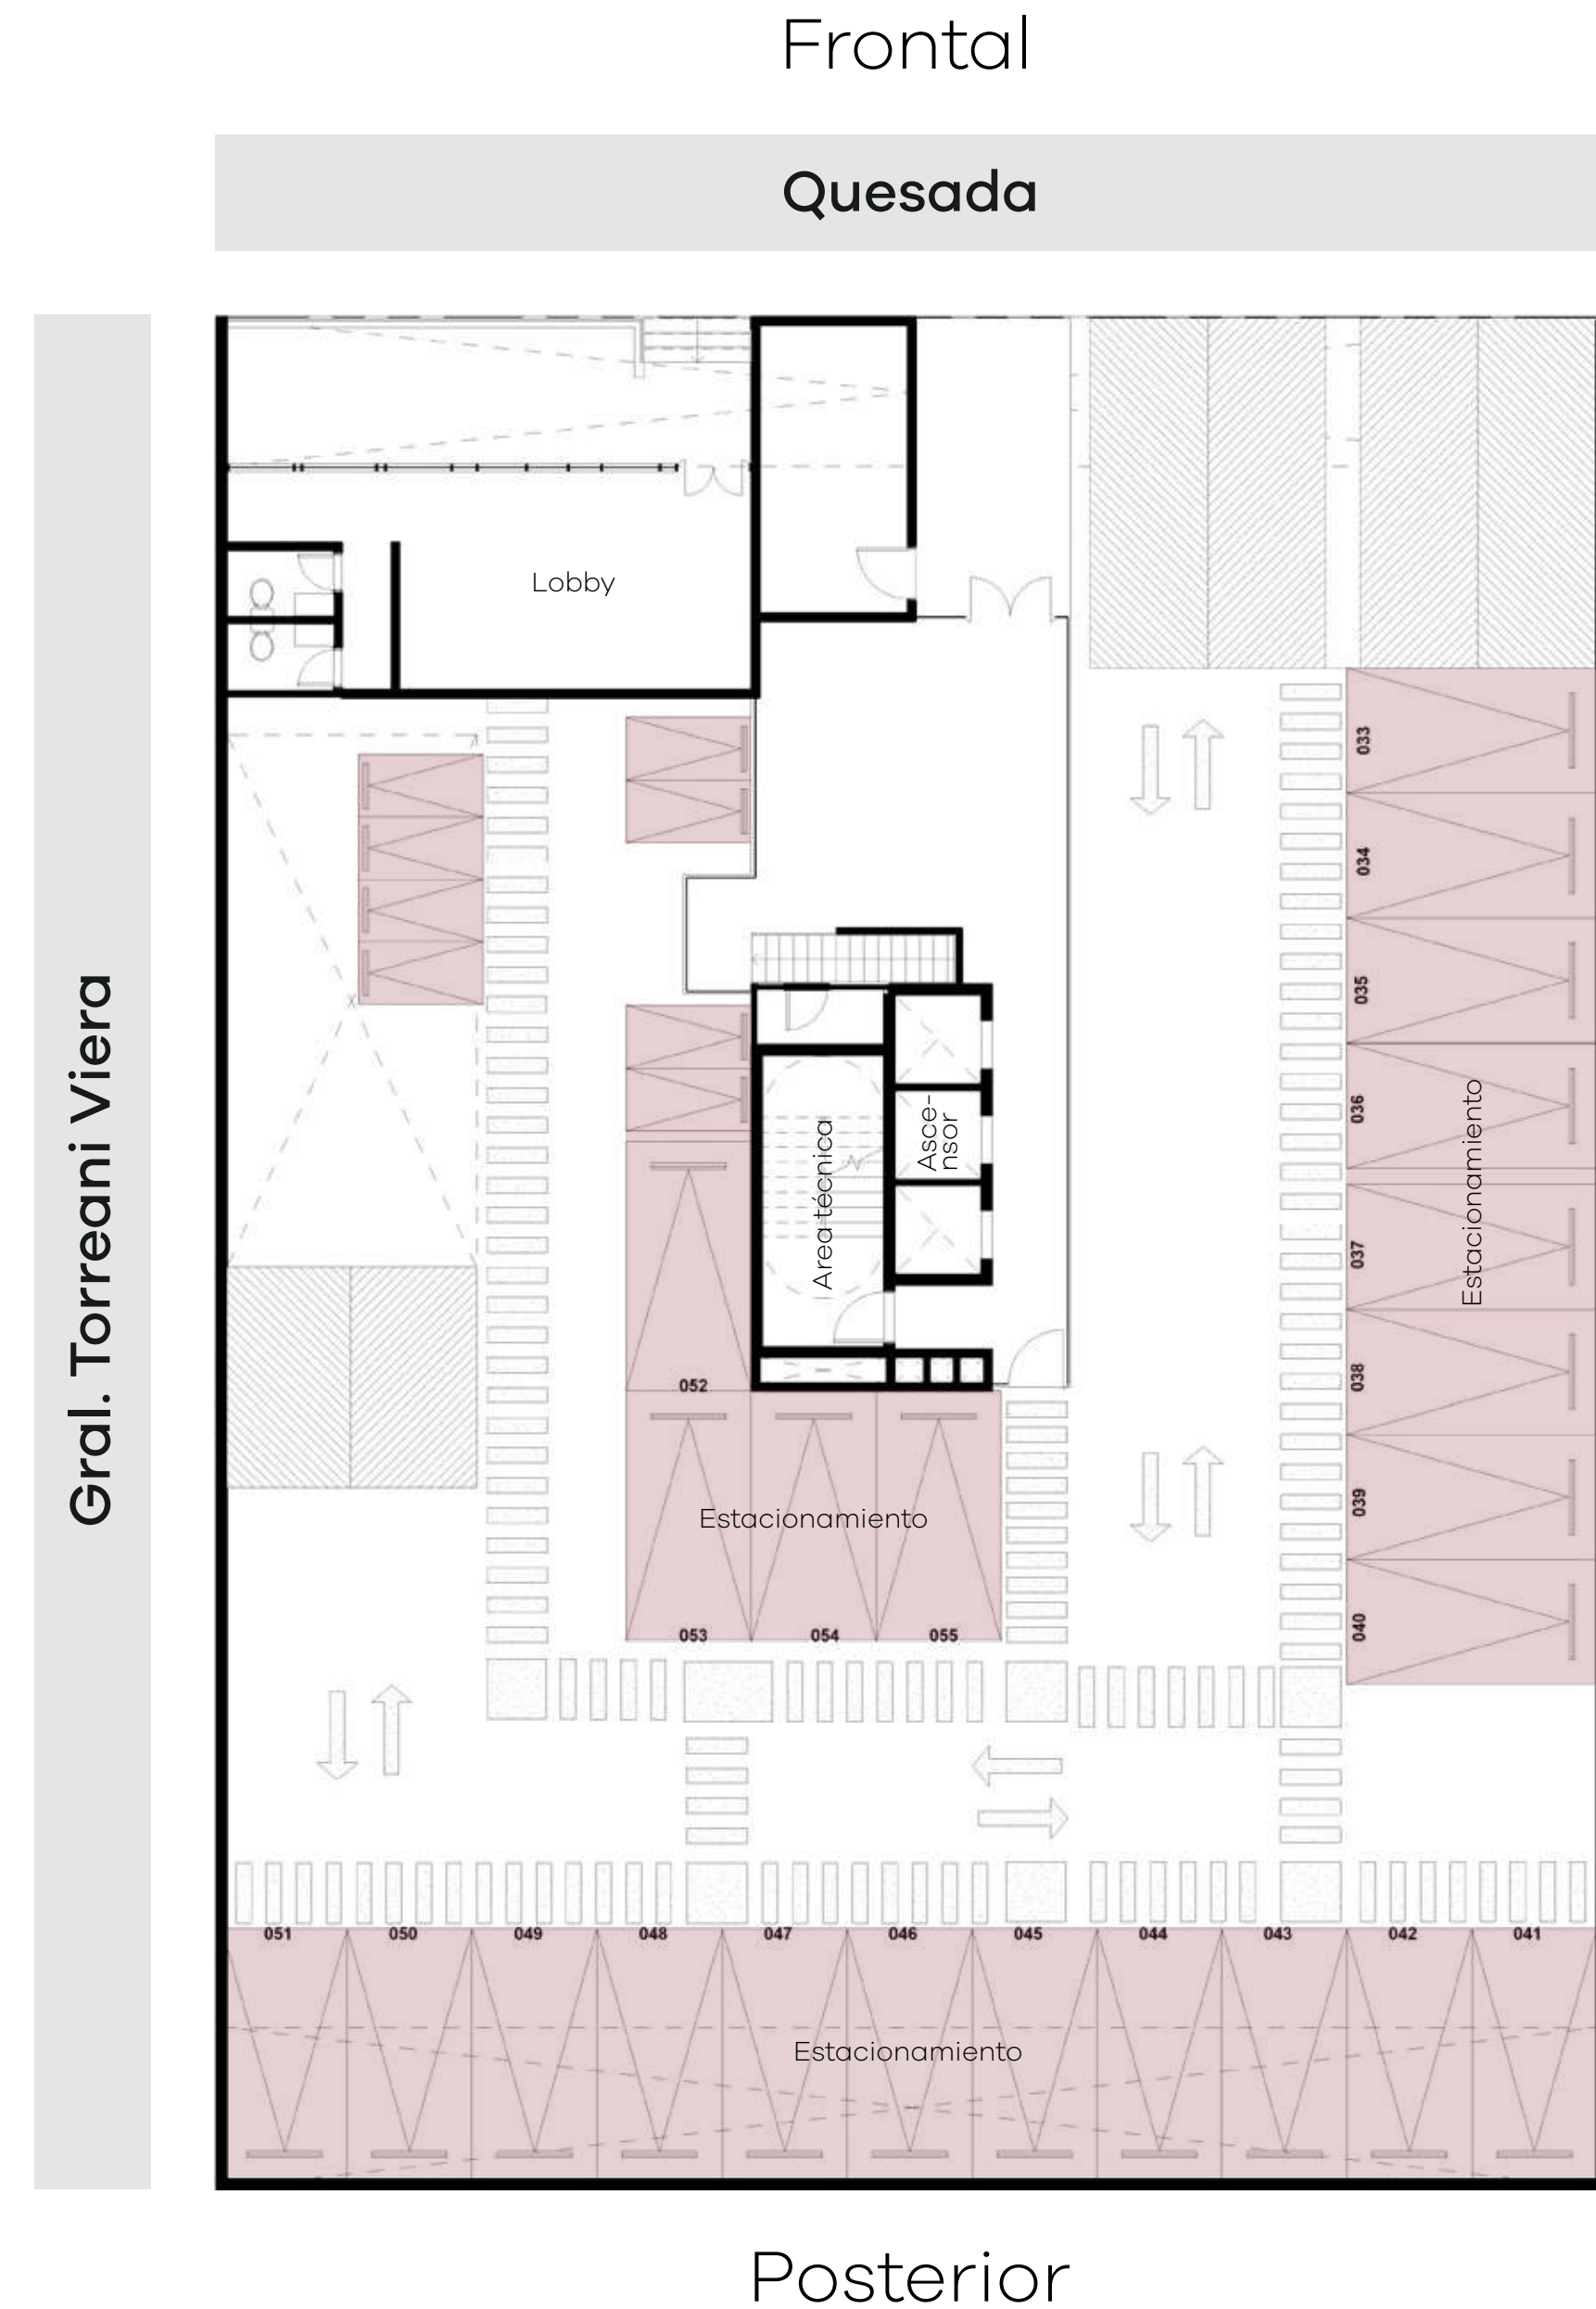 Frontal
Quesada
Gral. Torreani Viera
Lobby
033
034
035
036
037
038
039
040
Estacionamiento
Asce-
nsor
Area técnica
052
Estacionamiento
053 054 055
051 050 049 048 047 046 045 044 043 042 041
Estacionamiento
Posterior